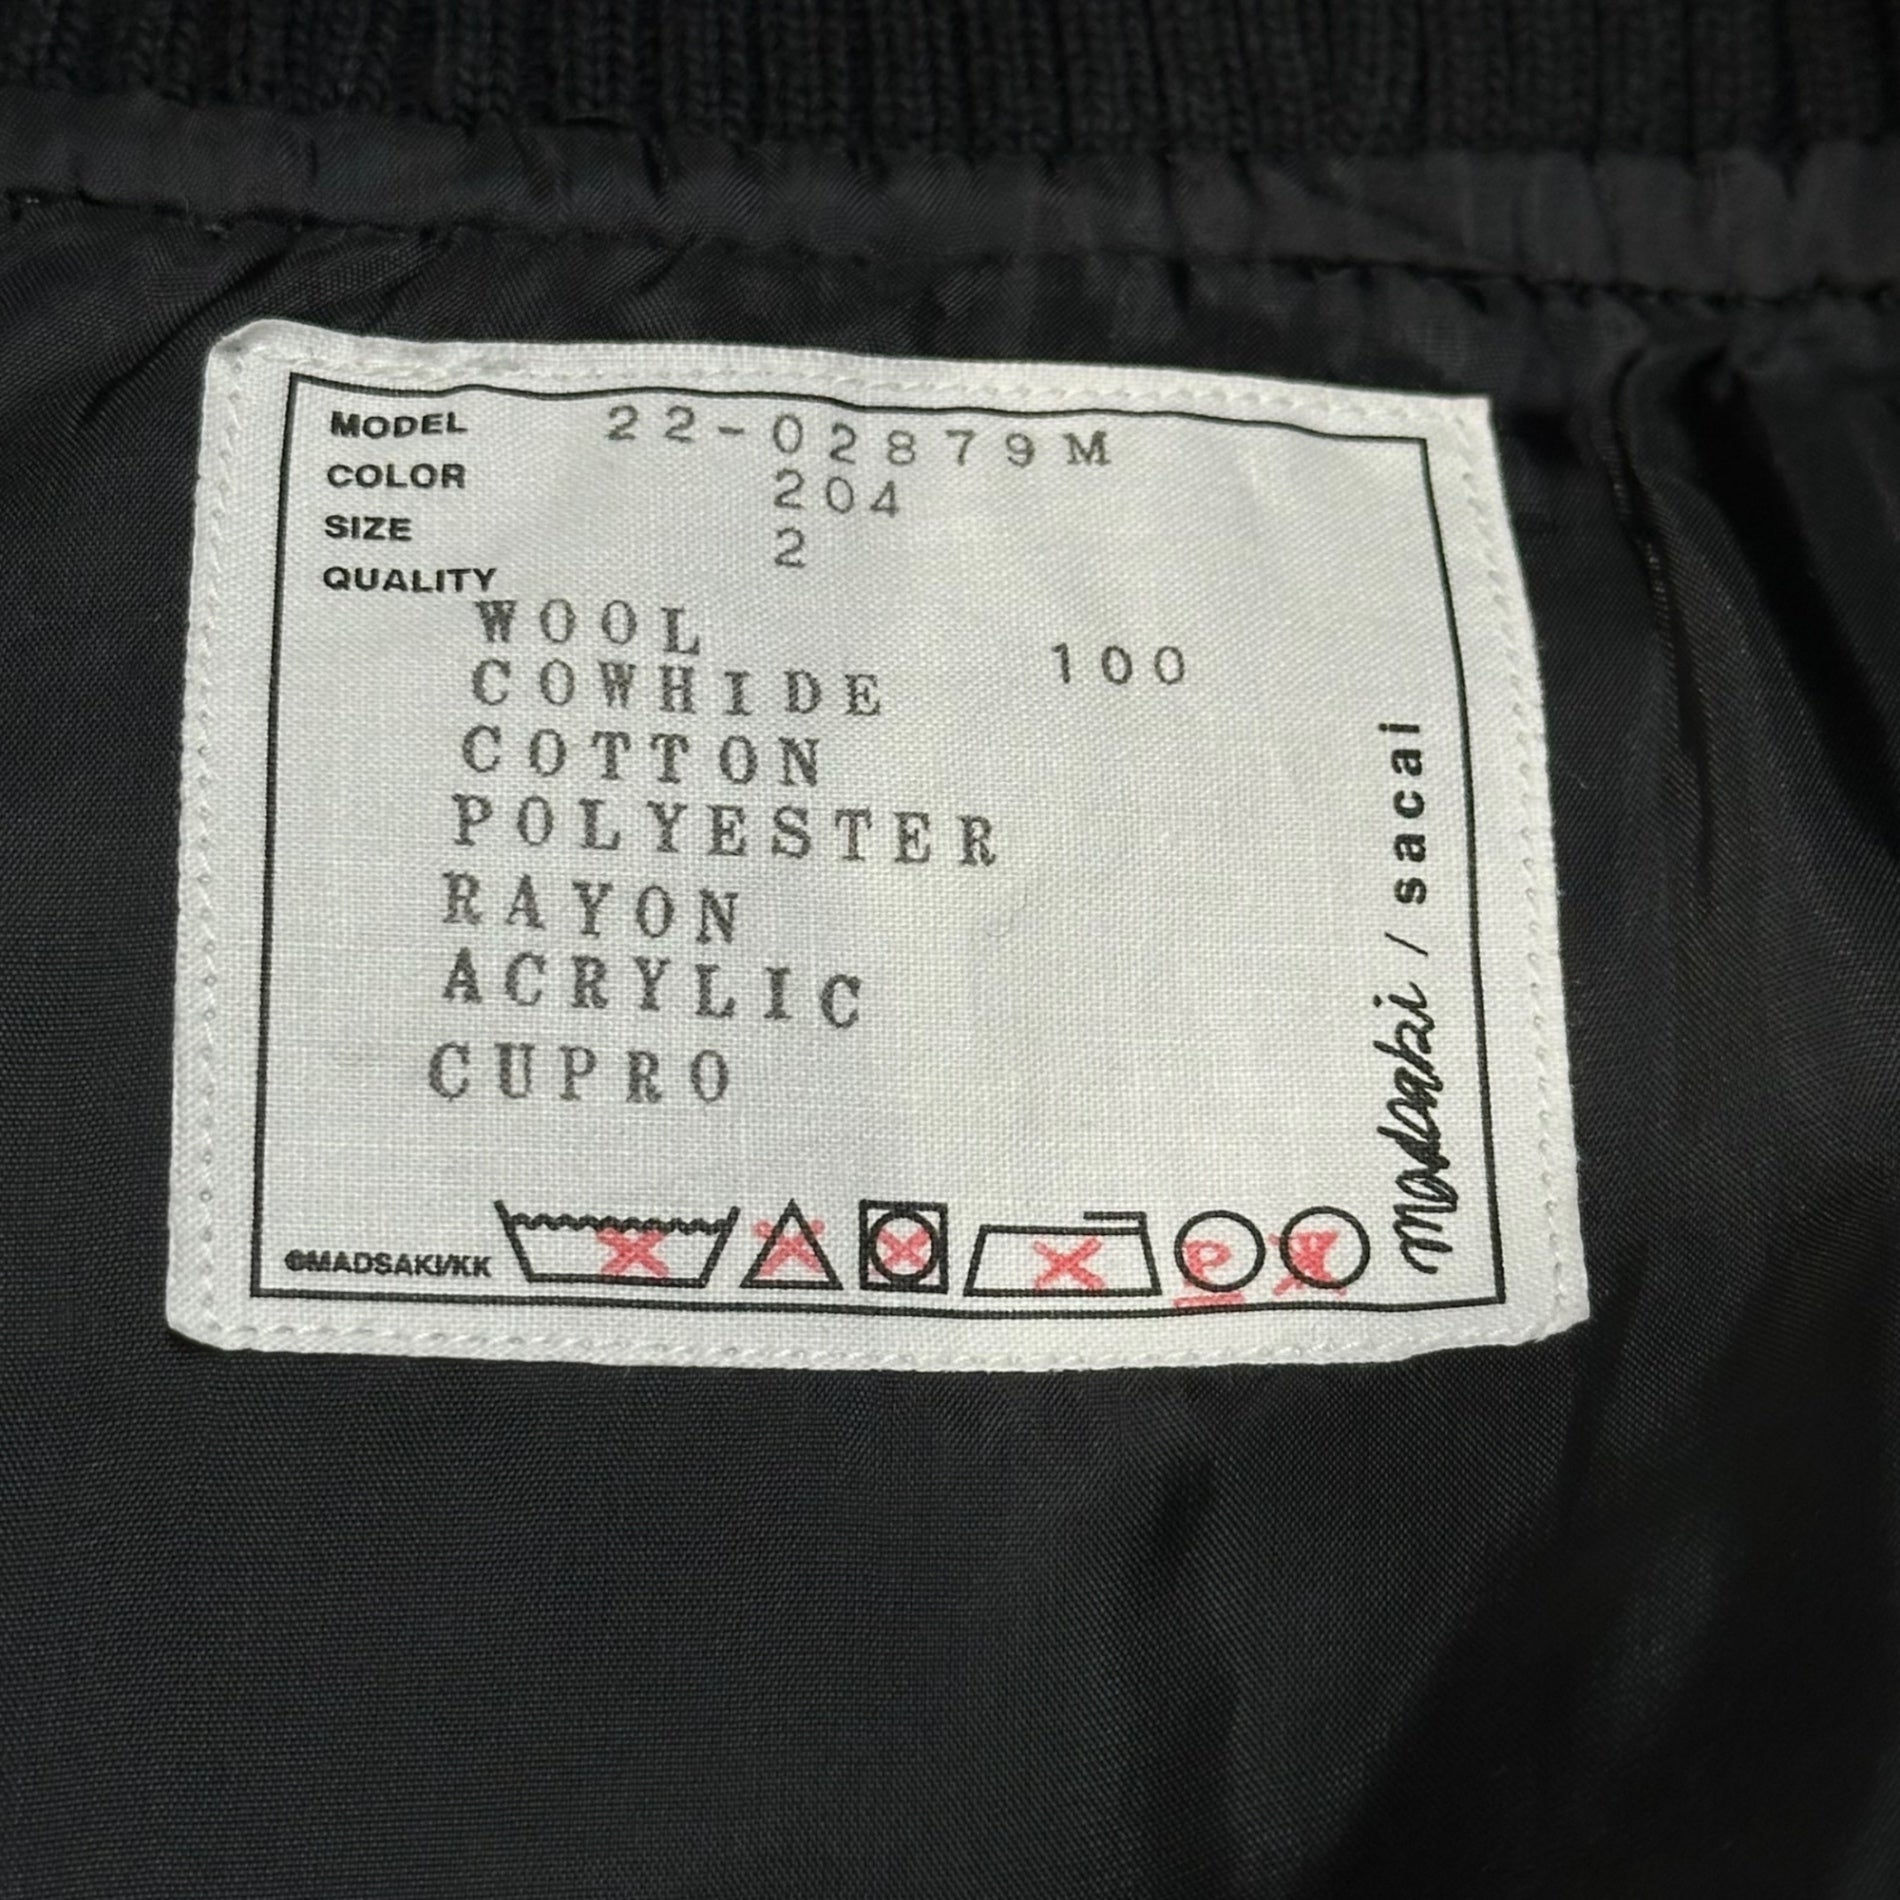 MODEL 22-02879M
COLOR 204
SIZE 2
QUALITY
WOOL 100
COWHIDE
COTTON
POLYESTER
RAYON
ACRYLIC
CUPRO
©MADSAKI/KK
P
madsaki / sacai